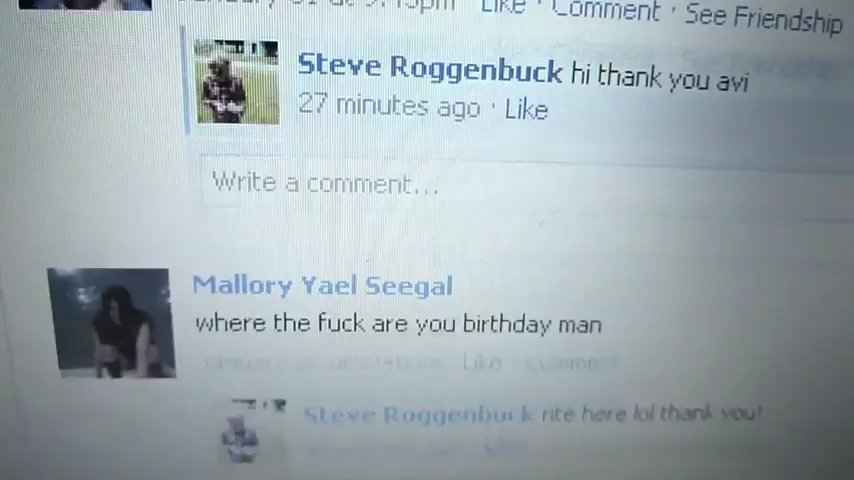 Like · Comment · See Friendship
Steve Roggenbuck hi thank you avi
27 minutes ago · Like
Write a comment...
Mallory Yael Seegal
where the fuck are you birthday man
Like · Comment
Steve Roggenbuck rite here lol thank you!